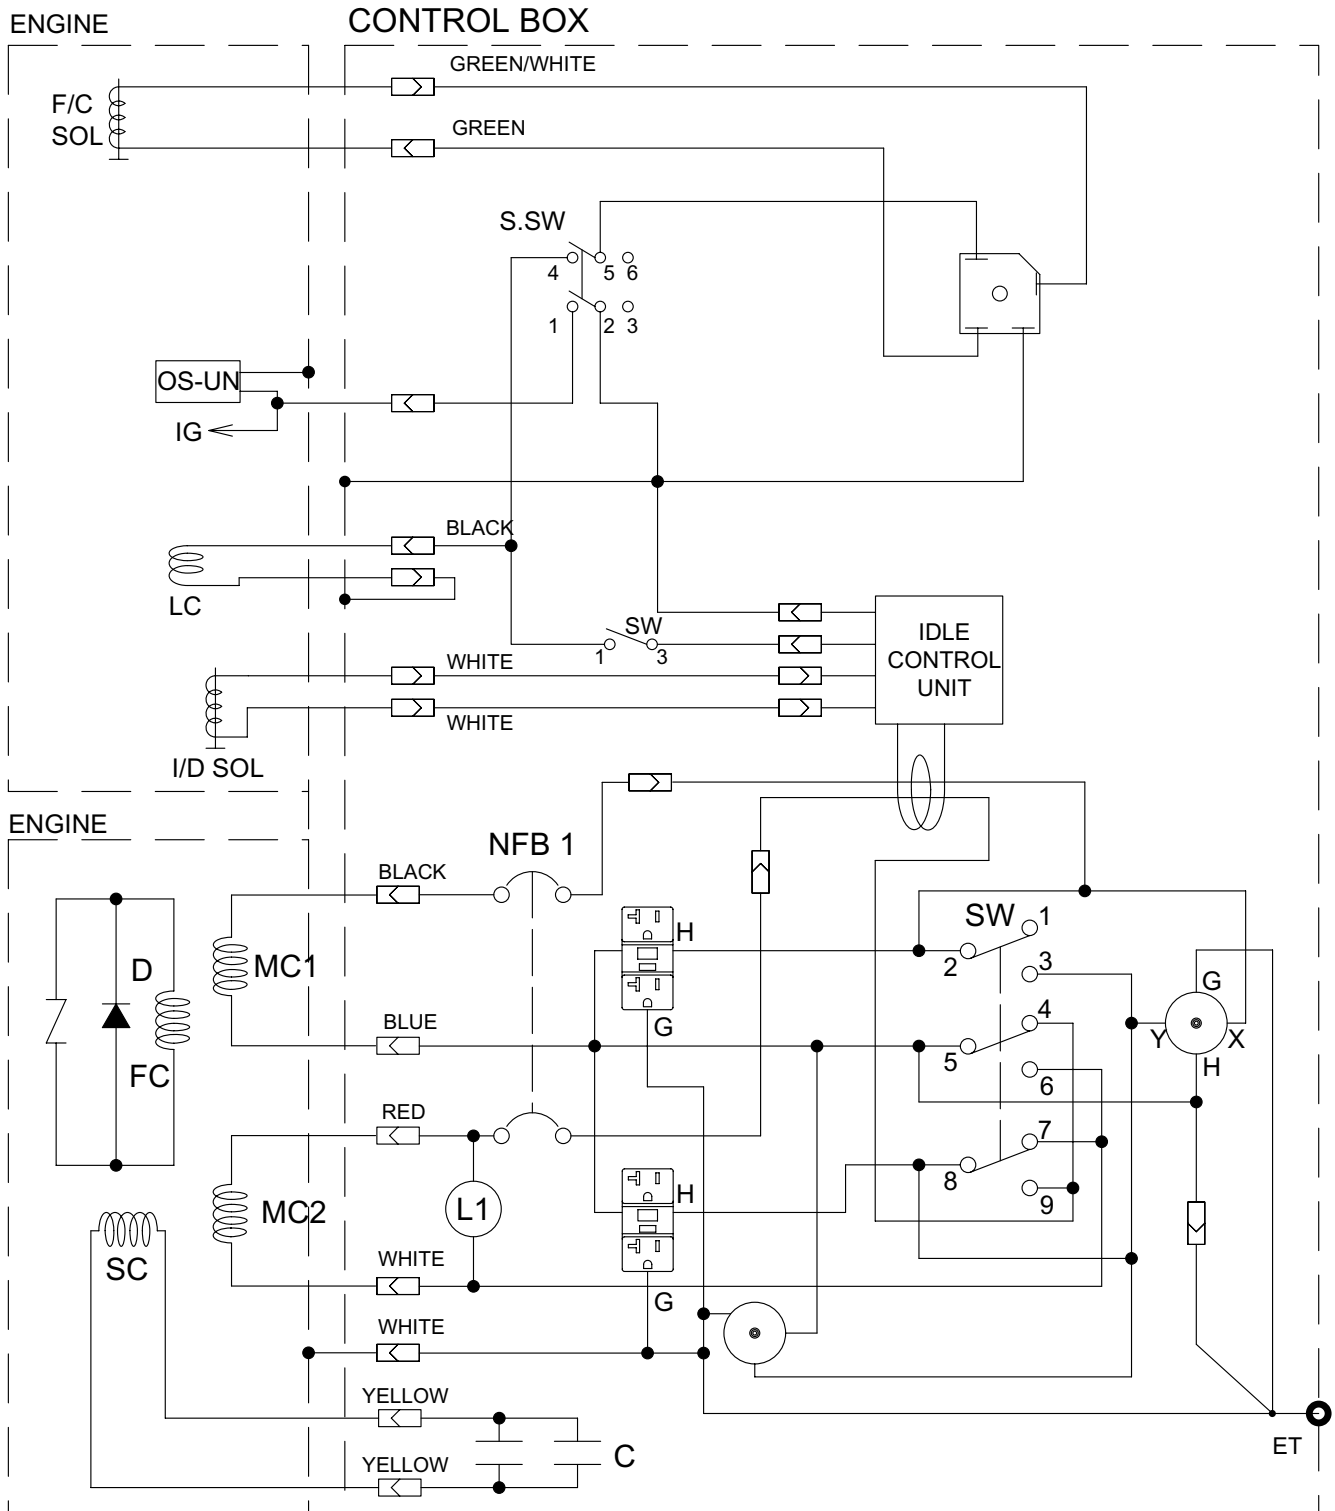 ENGINE
CONTROL BOX
GREEN/WHITE
F/C
SOL
GREEN
S.SW
4
5
6
1
2
3
OS-UN
IG
BLACK
LC
SW
1
3
IDLE
CONTROL
UNIT
WHITE
WHITE
I/D SOL
ENGINE
NFB 1
BLACK
H
SW
1
2
3
G
D
MC1
BLUE
G
4
Y
X
5
H
FC
6
RED
7
8
H
9
MC2
L1
SC
WHITE
G
WHITE
YELLOW
C
ET
YELLOW